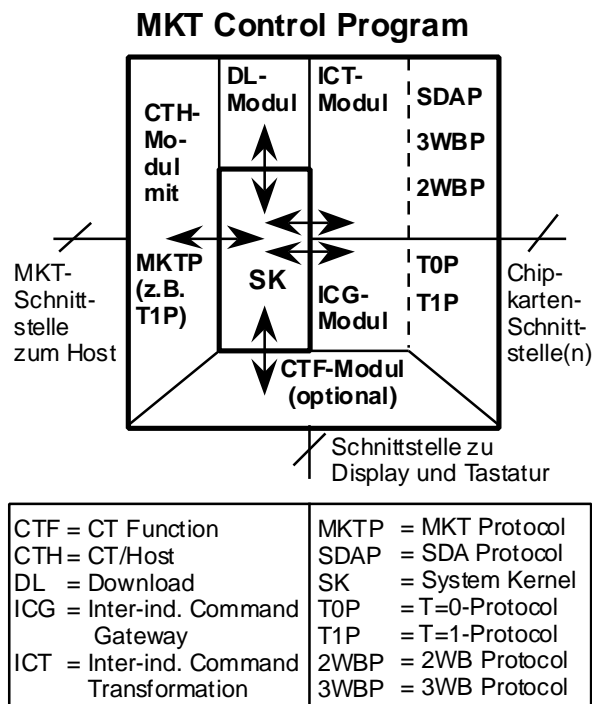 MKT Control Program
CTH-
Mo-
dul
mit
MKTP
(z.B.
T1P)
DL-
Modul
ICT-
Modul
SDAP
3WBP
2WBP
SK
ICG-
Modul
T0P
T1P
CTF-Modul
(optional)
MKT-
Schnitt-
stelle
zum Host
Chip-
karten-
Schnitt-
stelle(n)
Schnittstelle zu
Display und Tastatur
CTF = CT Function
CTH = CT/Host
DL = Download
ICG = Inter-ind. Command
Gateway
ICT = Inter-ind. Command
Transformation
MKTP = MKT Protocol
SDAP = SDA Protocol
SK = System Kernel
T0P = T=0-Protocol
T1P = T=1-Protocol
2WBP = 2WB Protocol
3WBP = 3WB Protocol